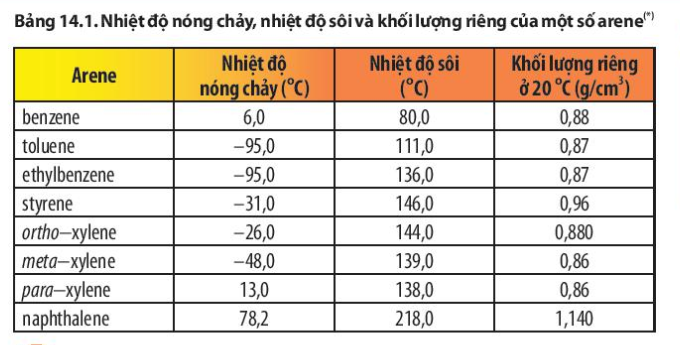 Bảng 14.1. Nhiệt độ nóng chảy, nhiệt độ sôi và khối lượng riêng của một số arene(*)
Arene Nhiệt độ nóng chảy (°C) Nhiệt độ sôi (°C) Khối lượng riêng ở 20 °C (g/cm³)
benzene 6,0 80,0 0,88
toluene –95,0 111,0 0,87
ethylbenzene –95,0 136,0 0,87
styrene –31,0 146,0 0,96
ortho–xylene –26,0 144,0 0,880
meta–xylene –48,0 139,0 0,86
para–xylene 13,0 138,0 0,86
naphthalene 78,2 218,0 1,140